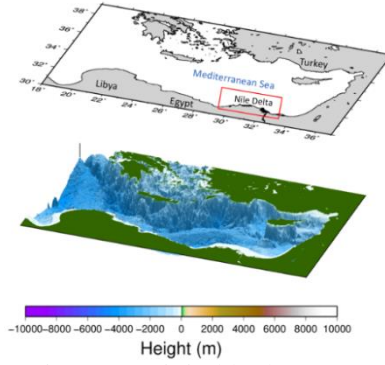 38°
36°
34°
32°
30°
18°
20°
22°
24°
26°
28°
30°
32°
34°
36°
Turkey
Mediterranean Sea
Libya
Egypt
Nile Delta
−10000−8000 −6000 −4000 −2000 0 2000 4000 6000 8000 10000
Height (m)